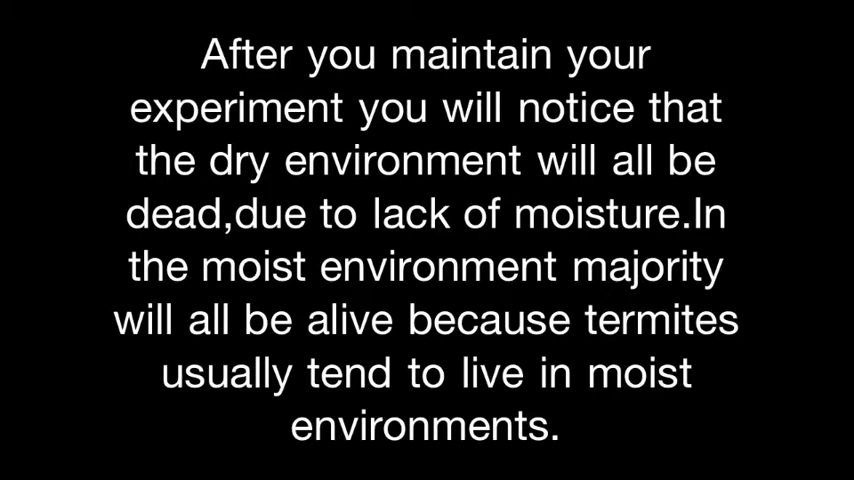 After you maintain your
experiment you will notice that
the dry environment will all be
dead,due to lack of moisture.In
the moist environment majority
will all be alive because termites
usually tend to live in moist
environments.